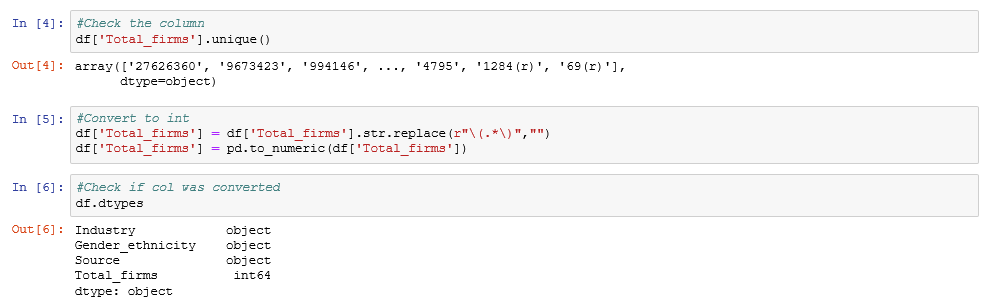 In [4]: #Check the column
df['Total_firms'].unique()
Out[4]: array(['27626360', '9673423', '994146', ..., '4795', '1284(r)', '69(r)'],
dtype=object)
In [5]: #Convert to int
df['Total_firms'] = df['Total_firms'].str.replace(r"\(.*\)","")
df['Total_firms'] = pd.to_numeric(df['Total_firms'])
In [6]: #Check if col was converted
df.dtypes
Out[6]: Industry object
Gender_ethnicity object
Source object
Total_firms int64
dtype: object